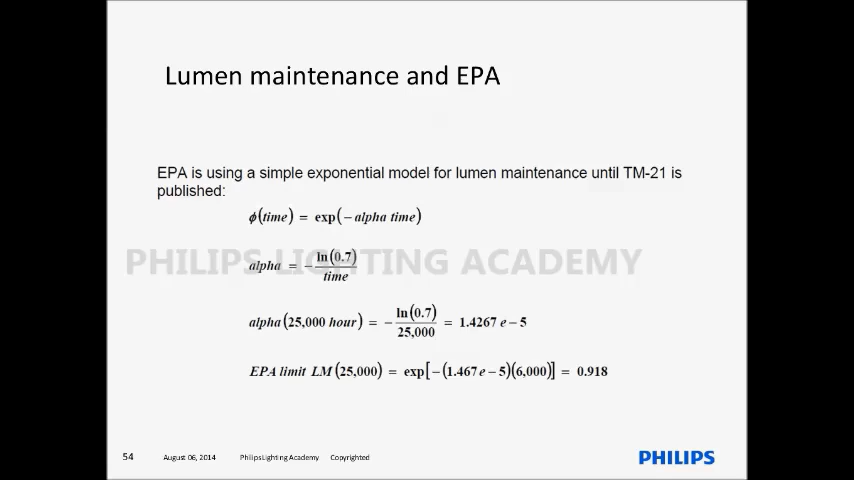 Lumen maintenance and EPA
EPA is using a simple exponential model for lumen maintenance until TM-21 is
published:
ϕ(time) = exp(−alpha time)
alpha = −ln(0.7)/time
PHILIPS LIGHTING ACADEMY
alpha(25,000 hour) = −ln(0.7)/25,000 = 1.4267 e−5
EPA limit LM(25,000) = exp[−(1.467 e−5)(6,000)] = 0.918
54 August 06, 2014 PhilipsLighting Academy Copyrighted PHILIPS